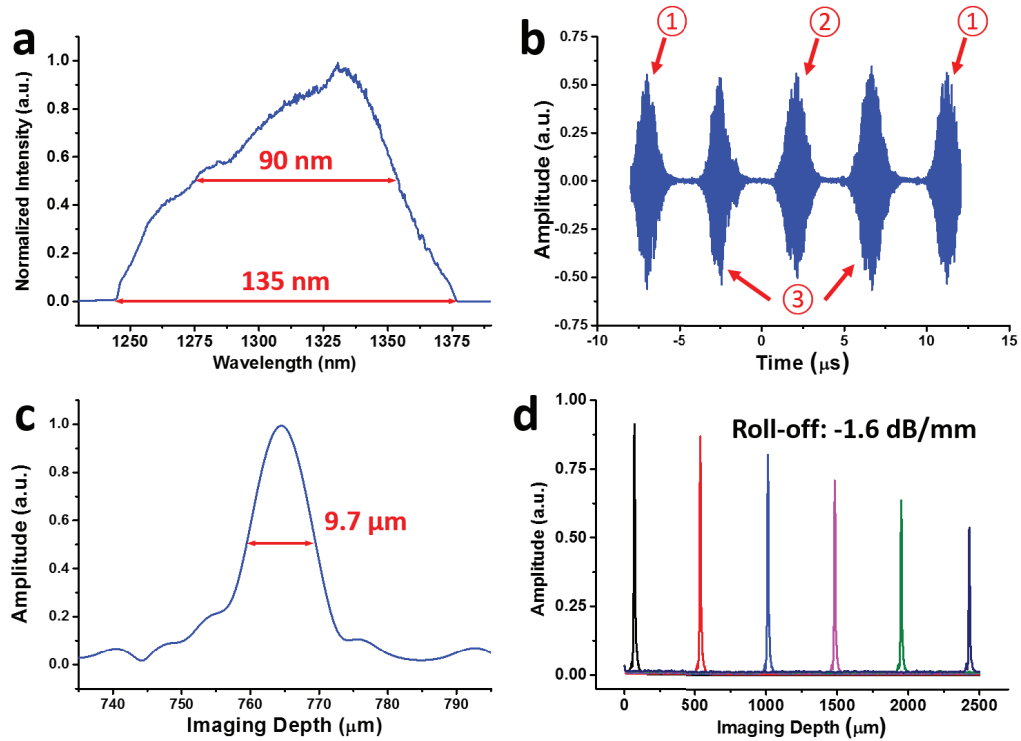 a
Normalized Intensity (a.u.)
1.0
0.8
0.6
0.4
0.2
0.0
90 nm
135 nm
1250 1275 1300 1325 1350 1375
Wavelength (nm)
b
Amplitude (a.u.)
0.75
0.50
0.25
0.00
-0.25
-0.50
-0.75
① ② ①
③
-10 -5 0 5 10 15
Time (μs)
c
Amplitude (a.u.)
1.0
0.8
0.6
0.4
0.2
0.0
9.7 μm
740 750 760 770 780 790
Imaging Depth (μm)
d
Amplitude (a.u.)
1.00
0.75
0.50
0.25
0.00
Roll-off: -1.6 dB/mm
0 500 1000 1500 2000 2500
Imaging Depth (μm)